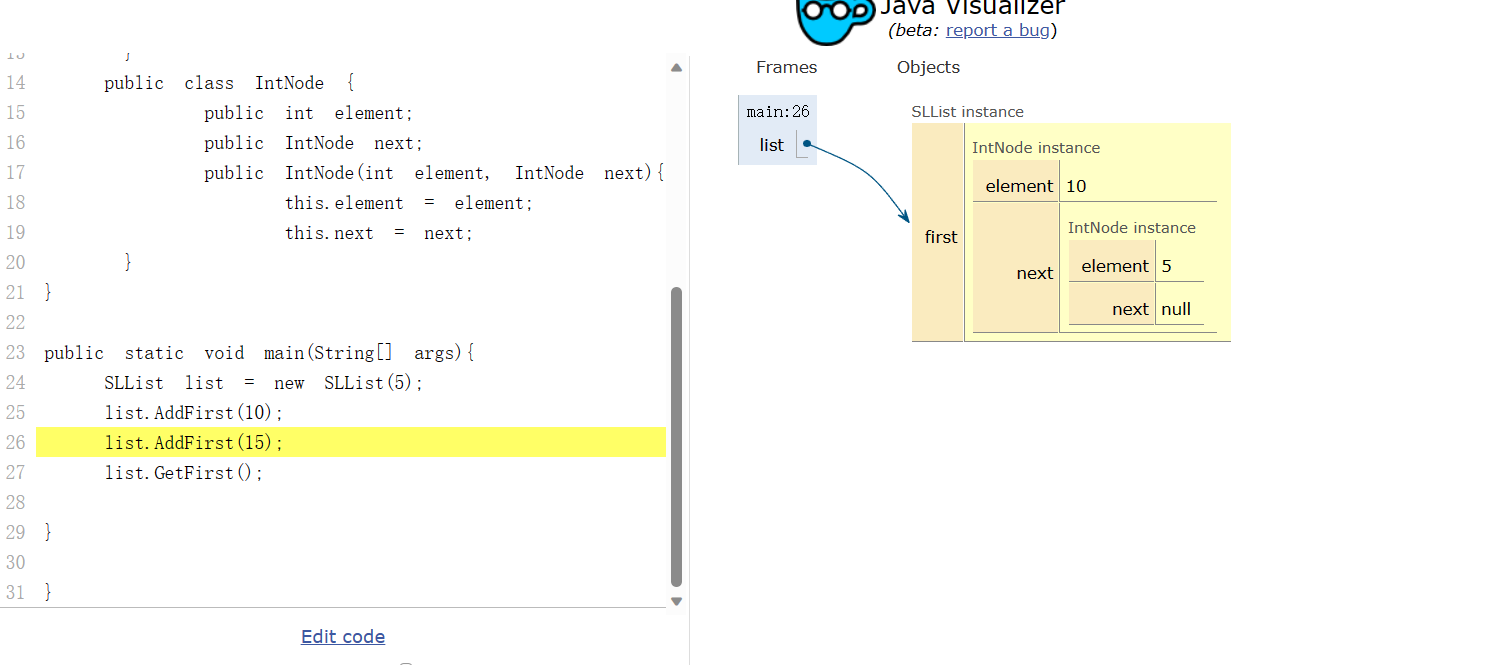 Java Visualizer
(beta: report a bug)
}
14 public class IntNode {
15 public int element;
16 public IntNode next;
17 public IntNode(int element, IntNode next){
18 this.element = element;
19 this.next = next;
20 }
21 }
22
23 public static void main(String[] args){
24 SLList list = new SLList(5);
25 list.AddFirst(10);
26 list.AddFirst(15);
27 list.GetFirst();
28
29 }
30
31 }
Edit code
Frames
Objects
main:26
list
SLList instance
first
IntNode instance
element 10
next
IntNode instance
element 5
next null